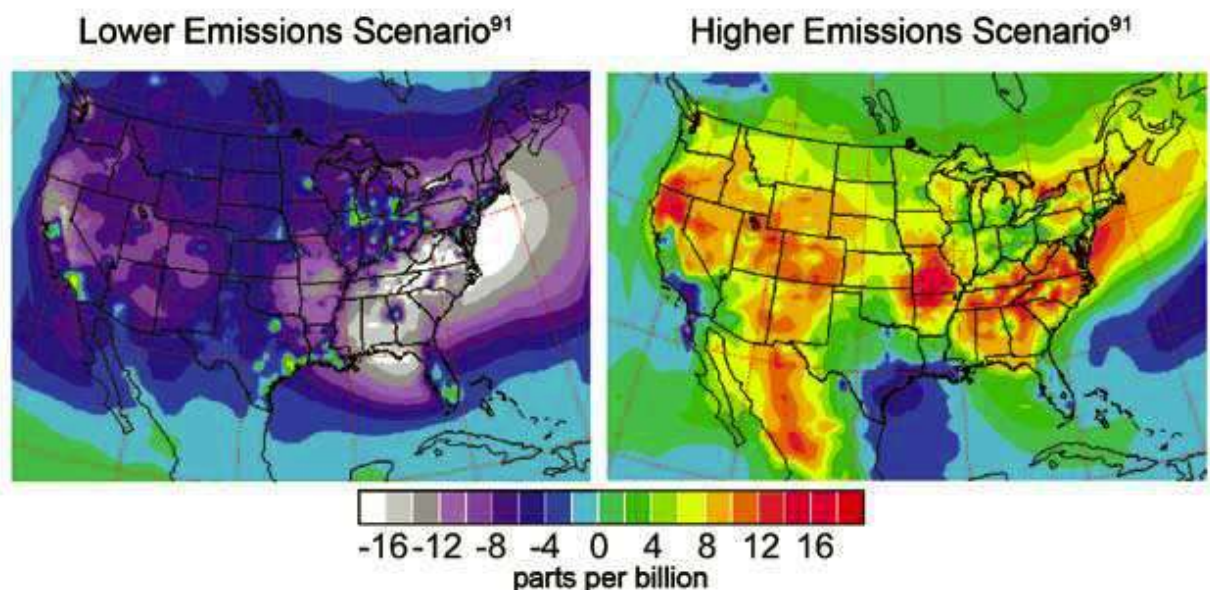 Lower Emissions Scenario⁹¹
Higher Emissions Scenario⁹¹
-16 -12 -8 -4 0 4 8 12 16
parts per billion